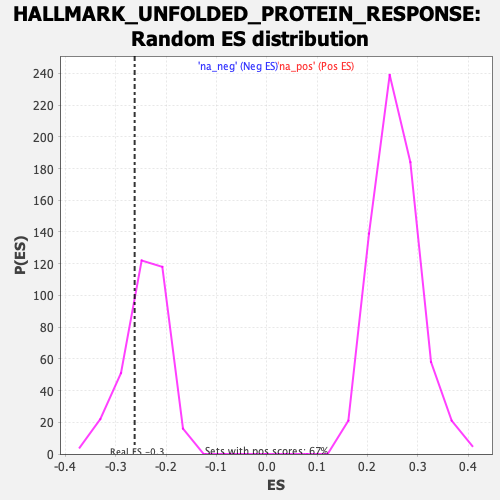 HALLMARK_UNFOLDED_PROTEIN_RESPONSE:
Random ES distribution
'na_neg' (Neg ES)'na_pos' (Pos ES)
240
220
200
180
160
140
120
100
80
60
40
20
0
P(ES)
Real ES -0.3
Sets with pos scores: 67%
-0.4 -0.3 -0.2 -0.1 0.0 0.1 0.2 0.3 0.4
ES